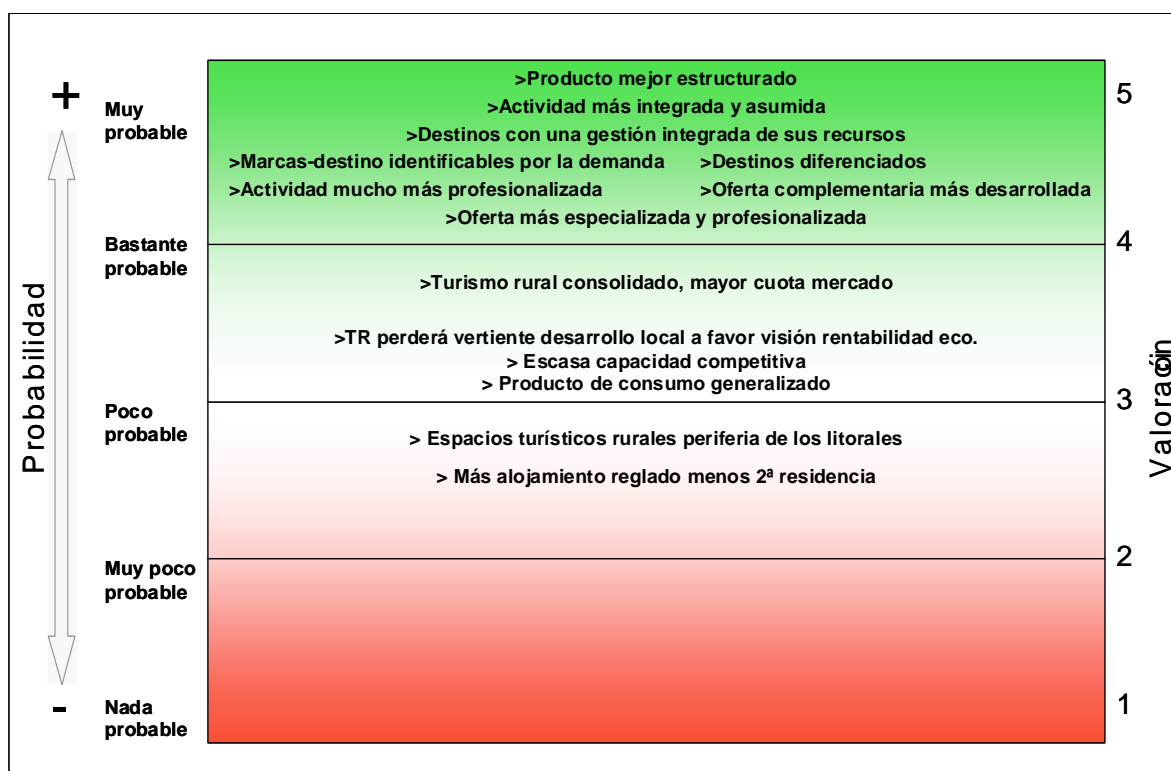 +
Muy
probable
Bastante
probable
Poco
probable
Muy poco
probable
-
Nada
probable
Probabilidad
>Producto mejor estructurado
>Actividad más integrada y asumida
>Destinos con una gestión integrada de sus recursos
>Marcas-destino identificables por la demanda >Destinos diferenciados
>Actividad mucho más profesionalizada >Oferta complementaria más desarrollada
>Oferta más especializada y profesionalizada
>Turismo rural consolidado, mayor cuota mercado
>TR perderá vertiente desarrollo local a favor visión rentabilidad eco.
> Escasa capacidad competitiva
> Producto de consumo generalizado
> Espacios turísticos rurales periferia de los litorales
> Más alojamiento reglado menos 2ª residencia
5
4
3
2
1
Valoración